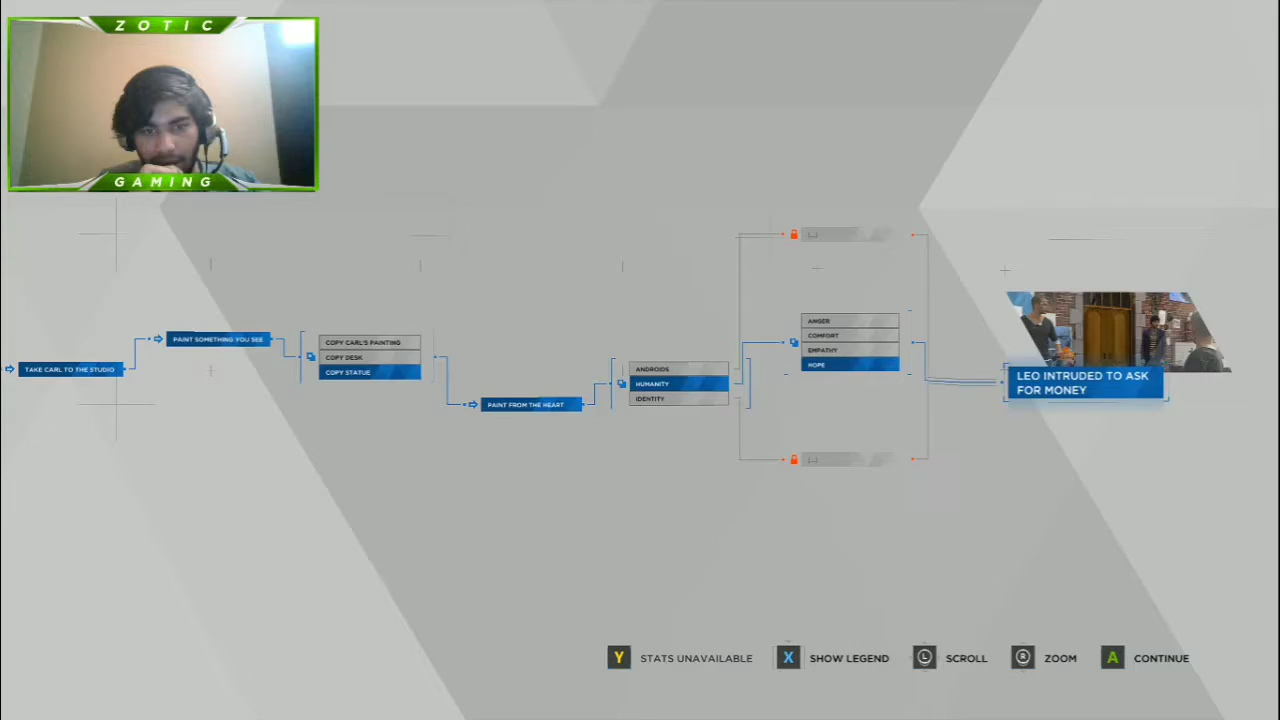 ZOTIC
GAMING
TAKE CARL TO THE STUDIO
PAINT SOMETHING YOU SEE
COPY CARL'S PAINTING
COPY DESK
COPY STATUE
PAINT FROM THE HEART
ANDROIDS
HUMANITY
IDENTITY
ANGER
COMFORT
EMPATHY
HOPE
LEO INTRUDED TO ASK
FOR MONEY
Y STATS UNAVAILABLE
X SHOW LEGEND
L SCROLL
R ZOOM
A CONTINUE